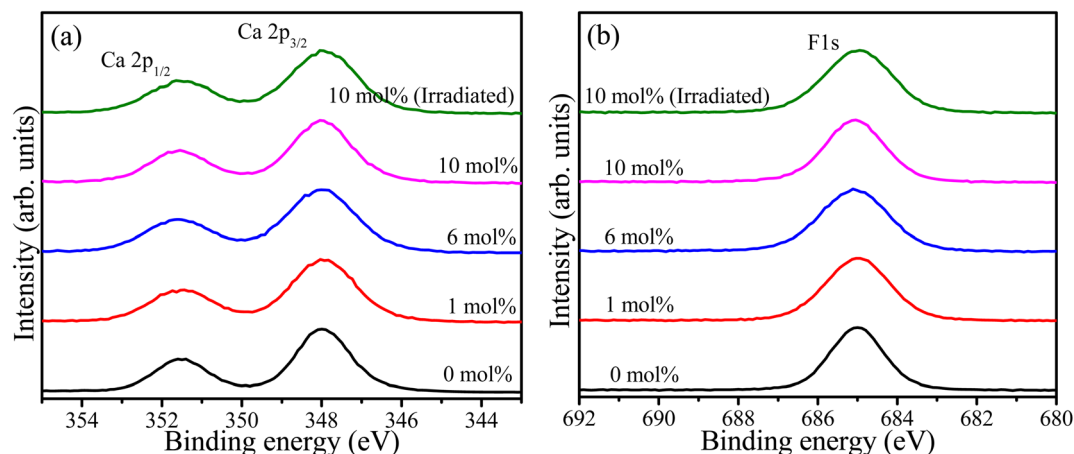 (a)
Ca 2p3/2
Ca 2p1/2
10 mol% (Irradiated)
10 mol%
6 mol%
1 mol%
0 mol%
Intensity (arb. units)
354 352 350 348 346 344
Binding energy (eV)
(b)
F1s
10 mol% (Irradiated)
10 mol%
6 mol%
1 mol%
0 mol%
Intensity (arb. units)
692 690 688 686 684 682 680
Binding energy (eV)